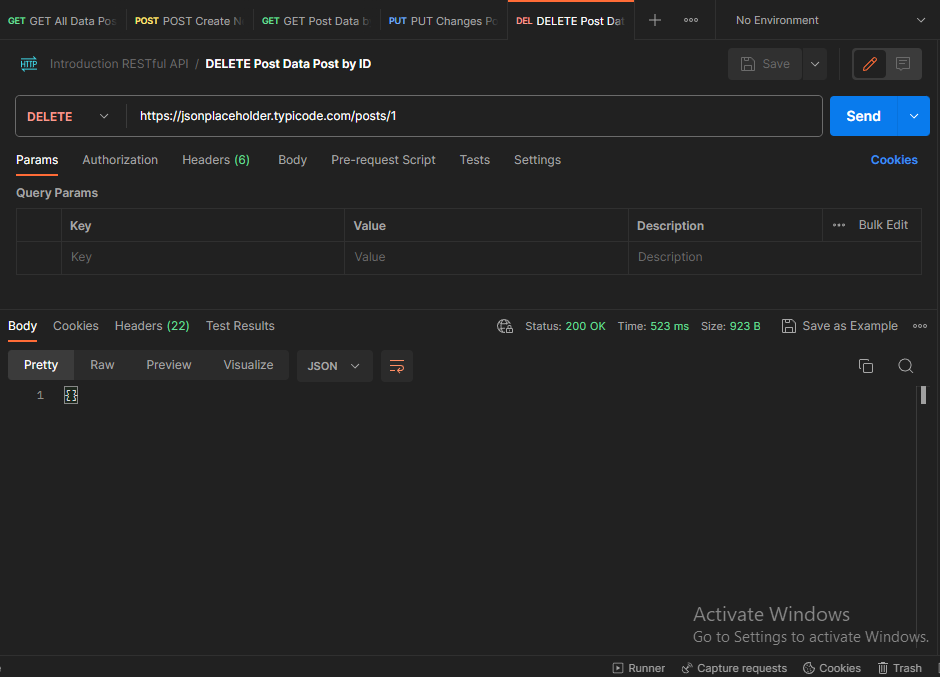 GET GET All Data Pos POST POST Create N GET GET Post Data b PUT PUT Changes Po DEL DELETE Post Dat No Environment
HTTP Introduction RESTful API / DELETE Post Data Post by ID Save
DELETE https://jsonplaceholder.typicode.com/posts/1 Send
Params Authorization Headers (6) Body Pre-request Script Tests Settings Cookies
Query Params
Key Value Description Bulk Edit
Key Value Description
Body Cookies Headers (22) Test Results Status: 200 OK Time: 523 ms Size: 923 B Save as Example
Pretty Raw Preview Visualize JSON
1 {}
Activate Windows
Go to Settings to activate Windows.
Runner Capture requests Cookies Trash